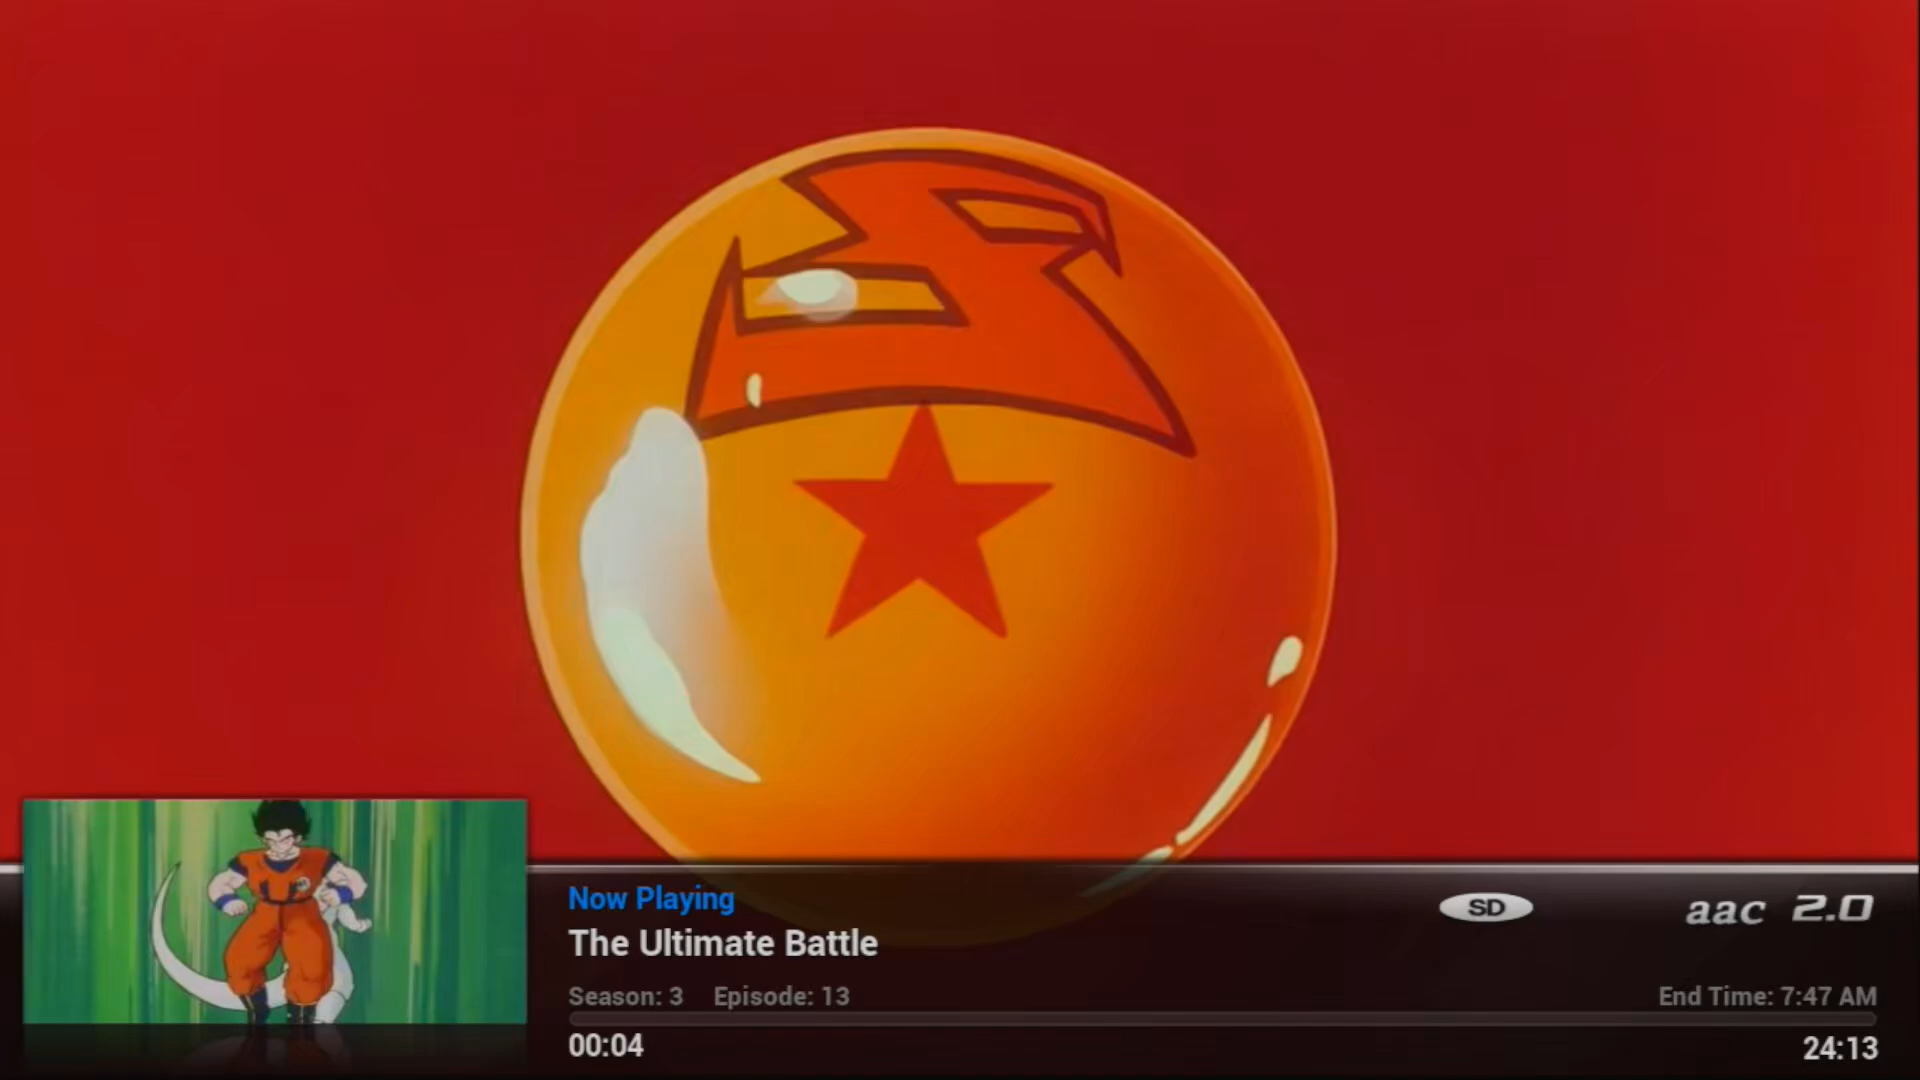 Now Playing
The Ultimate Battle
SD
aac 2.0
Season: 3 Episode: 13
End Time: 7:47 AM
00:04
24:13